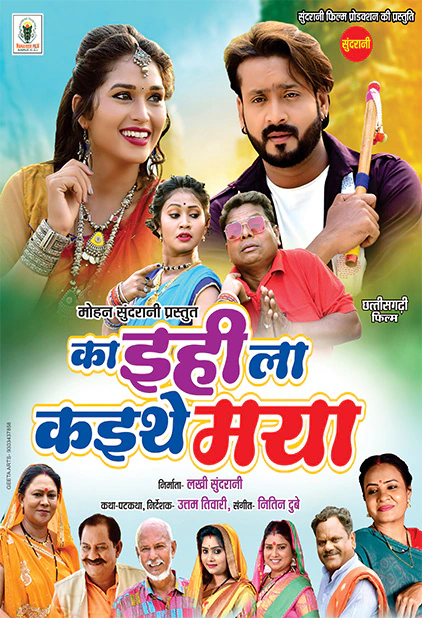 सुंदरानी फिल्म प्रोडक्शन की प्रस्तुति
सुंदरानी
मोहन सुंदरानी प्रस्तुत
छत्तीसगढ़ी
फिल्म
का इही ला
कइथे मया
निर्माता- लखी सुंदरानी
कथा-पटकथा, निर्देशक- उत्तम तिवारी, संगीत- नितिन दुबे